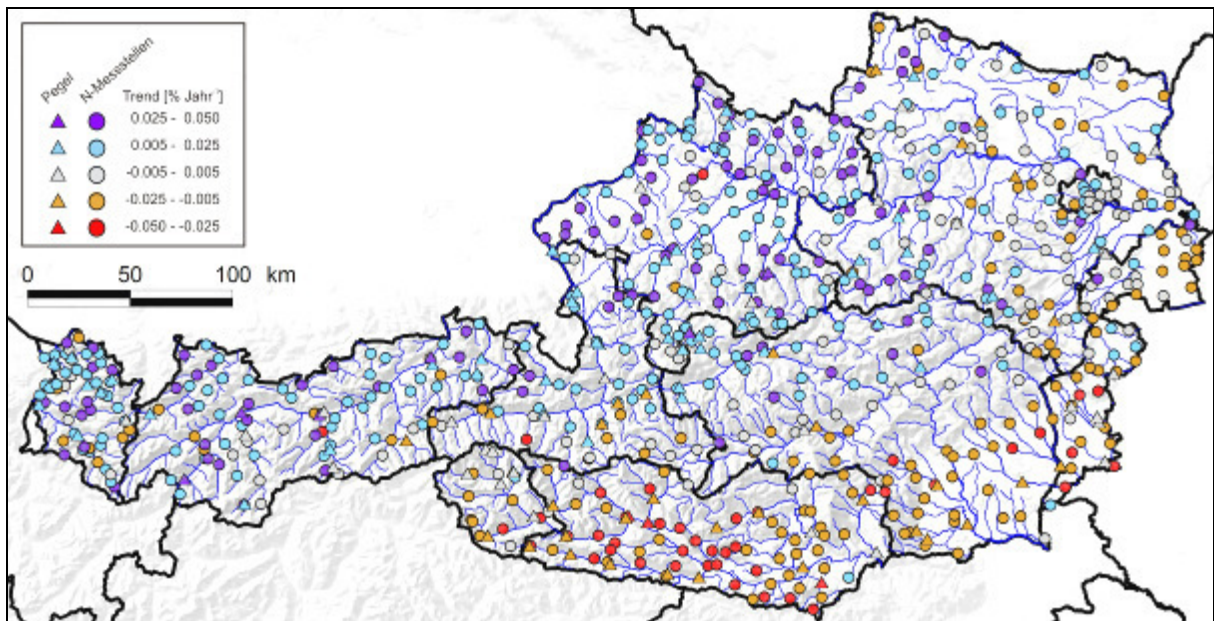 Pegel
N-Messstellen
Trend [% Jahr⁻]
0.025 - 0.050
0.005 - 0.025
-0.005 - 0.005
-0.025 - -0.005
-0.050 - -0.025
0 50 100 km